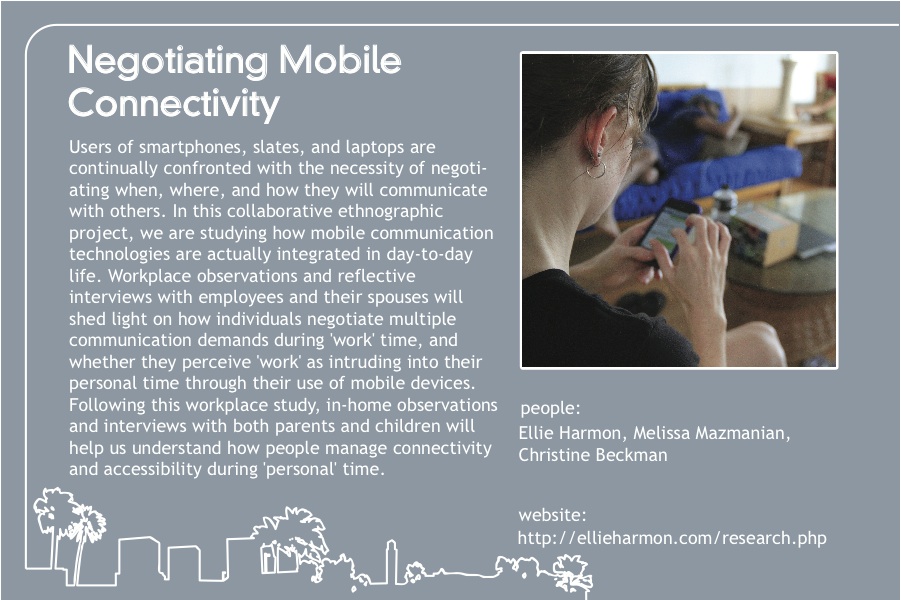 Negotiating Mobile
Connectivity
Users of smartphones, slates, and laptops are
continually confronted with the necessity of negoti-
ating when, where, and how they will communicate
with others. In this collaborative ethnographic
project, we are studying how mobile communication
technologies are actually integrated in day-to-day
life. Workplace observations and reflective
interviews with employees and their spouses will
shed light on how individuals negotiate multiple
communication demands during 'work' time, and
whether they perceive 'work' as intruding into their
personal time through their use of mobile devices.
Following this workplace study, in-home observations
and interviews with both parents and children will
help us understand how people manage connectivity
and accessibility during 'personal' time.
people:
Ellie Harmon, Melissa Mazmanian,
Christine Beckman
website:
http://ellieharmon.com/research.php